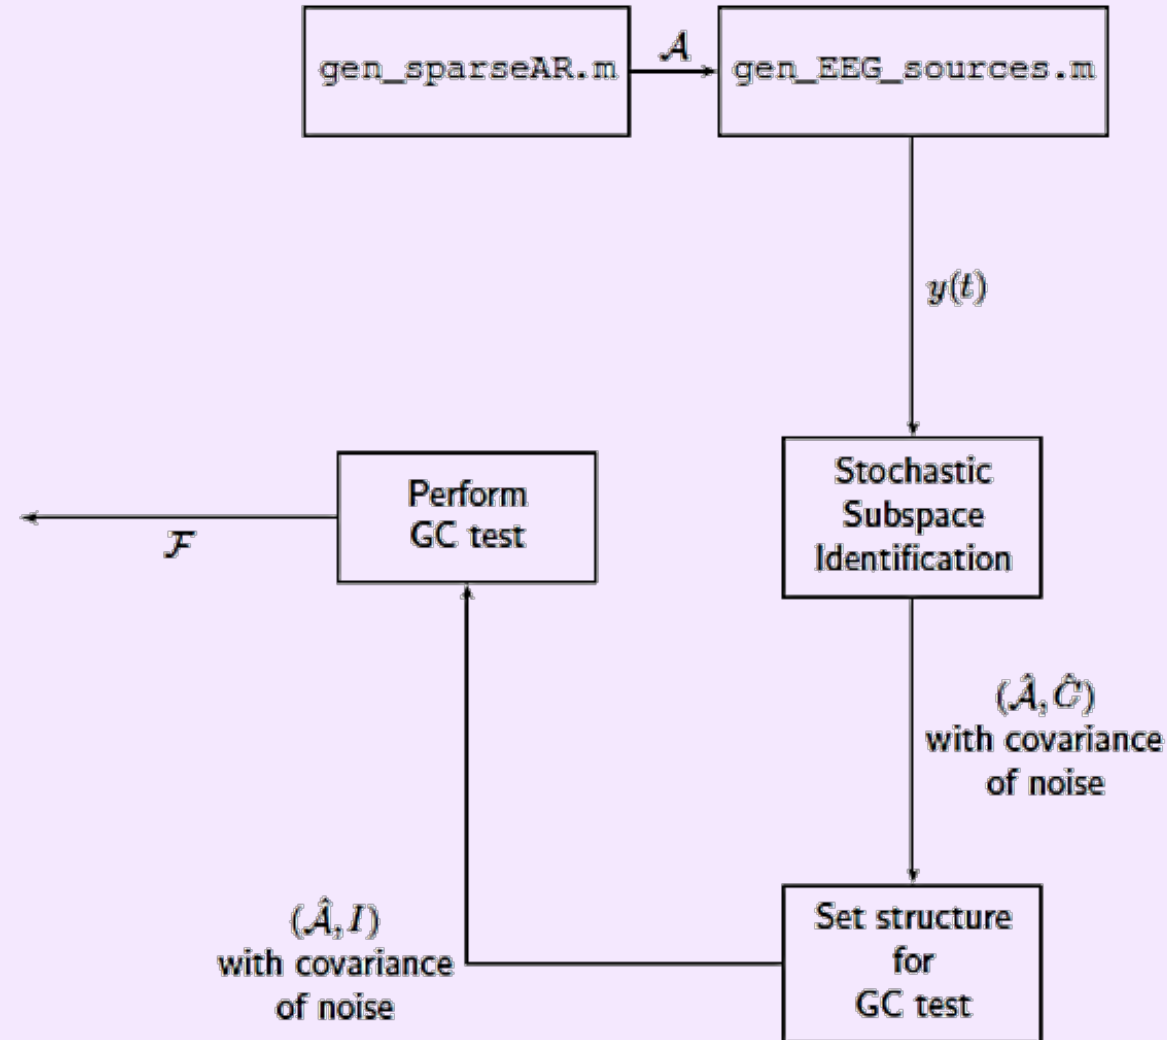 gen_sparseAR.m
𝒜
gen_EEG_sources.m
y(t)
Stochastic
Subspace
Identification
(Â, Ĉ)
with covariance
of noise
Set structure
for
GC test
(Â, I)
with covariance
of noise
Perform
GC test
ℱ